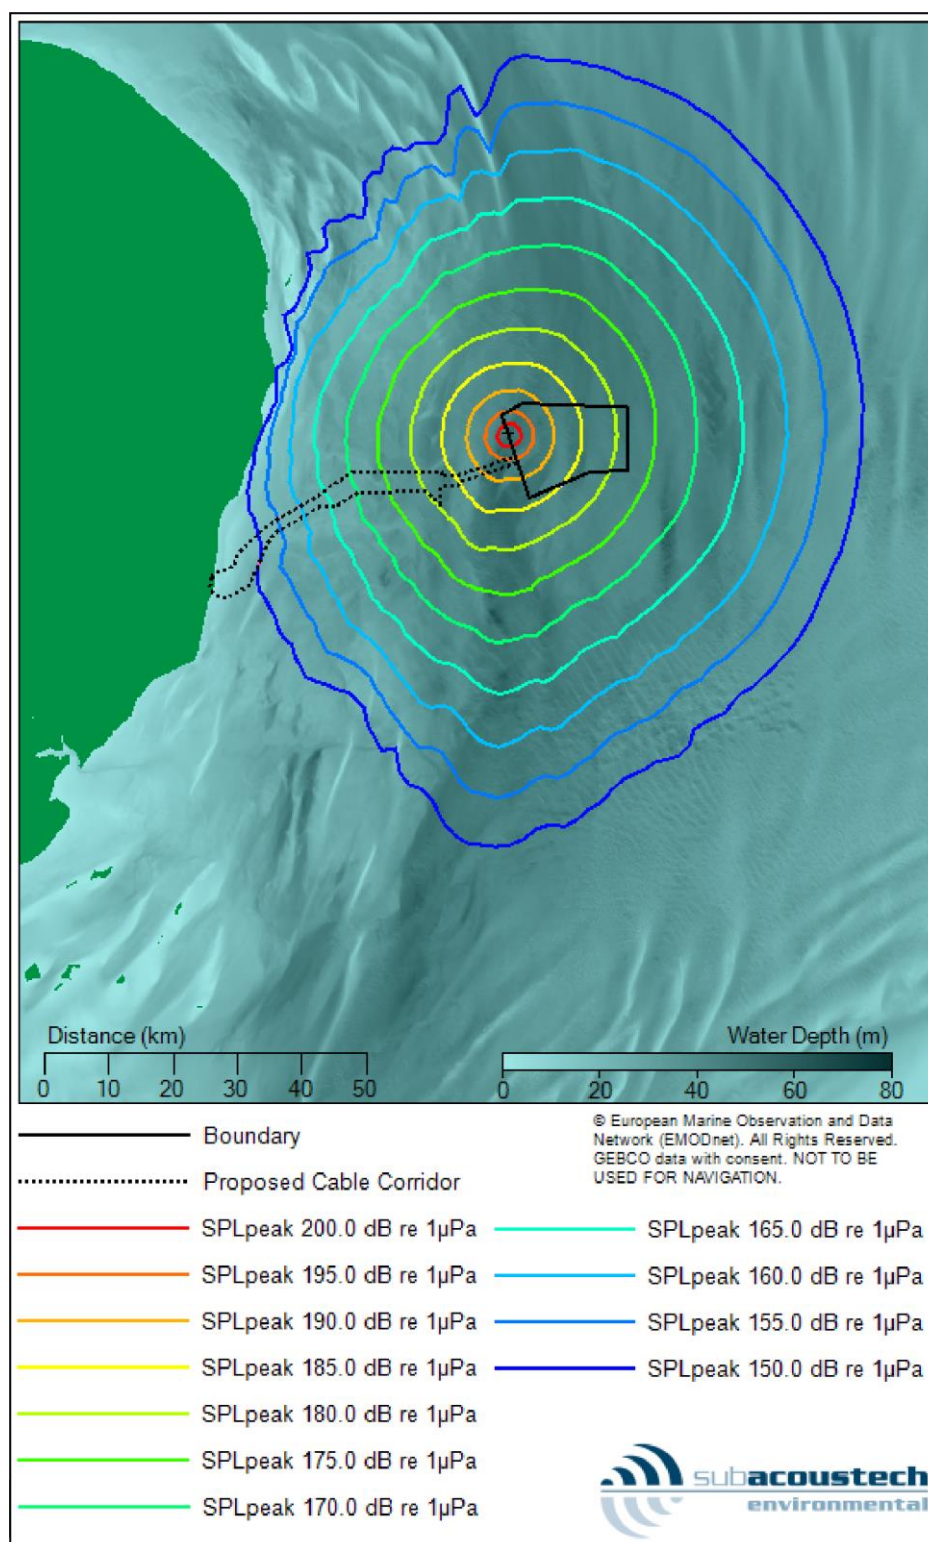 Distance (km)
0 10 20 30 40 50
Water Depth (m)
0 20 40 60 80
Boundary
Proposed Cable Corridor
© European Marine Observation and Data
Network (EMODnet). All Rights Reserved.
GEBCO data with consent. NOT TO BE
USED FOR NAVIGATION.
SPLpeak 200.0 dB re 1µPa
SPLpeak 195.0 dB re 1µPa
SPLpeak 190.0 dB re 1µPa
SPLpeak 185.0 dB re 1µPa
SPLpeak 180.0 dB re 1µPa
SPLpeak 175.0 dB re 1µPa
SPLpeak 170.0 dB re 1µPa
SPLpeak 165.0 dB re 1µPa
SPLpeak 160.0 dB re 1µPa
SPLpeak 155.0 dB re 1µPa
SPLpeak 150.0 dB re 1µPa
subacoustech
environmental